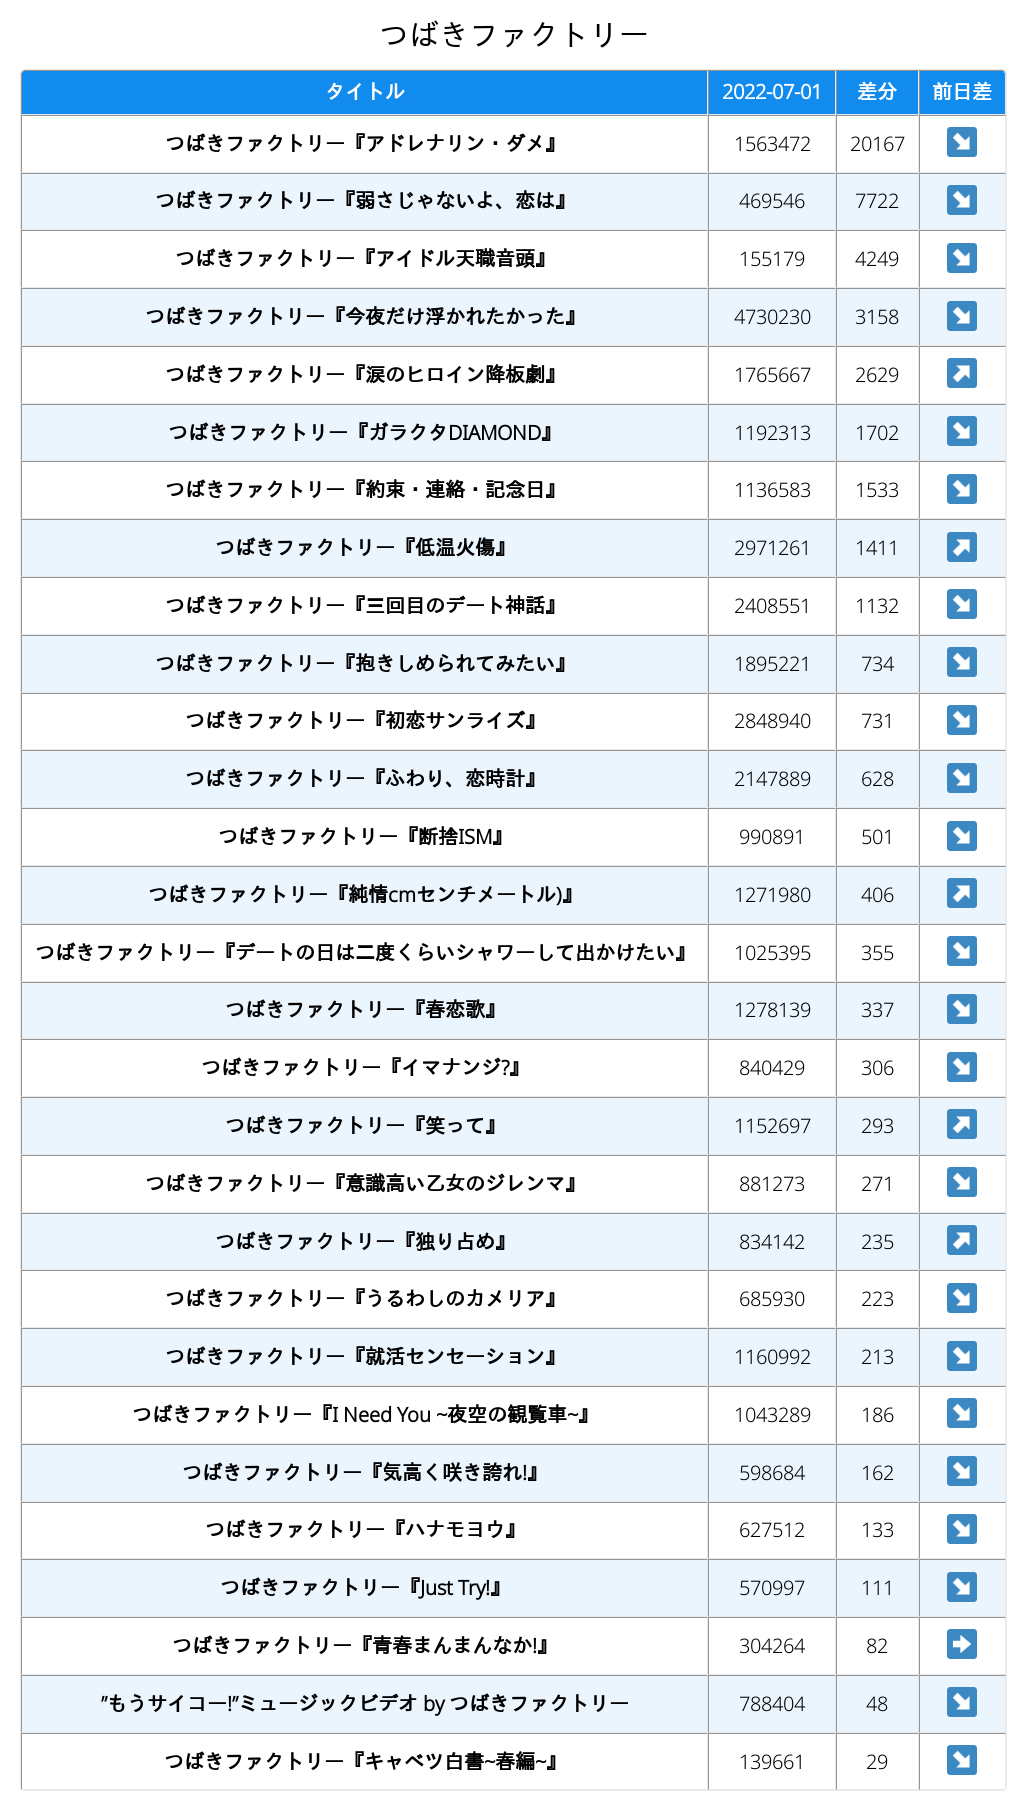 つばきファクトリー
タイトル 2022-07-01 差分 前日差
つばきファクトリー『アドレナリン・ダメ』 1563472 20167
つばきファクトリー『弱さじゃないよ、恋は』 469546 7722
つばきファクトリー『アイドル天職音頭』 155179 4249
つばきファクトリー『今夜だけ浮かれたかった』 4730230 3158
つばきファクトリー『涙のヒロイン降板劇』 1765667 2629
つばきファクトリー『ガラクタDIAMOND』 1192313 1702
つばきファクトリー『約束・連絡・記念日』 1136583 1533
つばきファクトリー『低温火傷』 2971261 1411
つばきファクトリー『三回目のデート神話』 2408551 1132
つばきファクトリー『抱きしめられてみたい』 1895221 734
つばきファクトリー『初恋サンライズ』 2848940 731
つばきファクトリー『ふわり、恋時計』 2147889 628
つばきファクトリー『断捨ISM』 990891 501
つばきファクトリー『純情cmセンチメートル)』 1271980 406
つばきファクトリー『デートの日は二度くらいシャワーして出かけたい』 1025395 355
つばきファクトリー『春恋歌』 1278139 337
つばきファクトリー『イマナンジ?』 840429 306
つばきファクトリー『笑って』 1152697 293
つばきファクトリー『意識高い乙女のジレンマ』 881273 271
つばきファクトリー『独り占め』 834142 235
つばきファクトリー『うるわしのカメリア』 685930 223
つばきファクトリー『就活センセーション』 1160992 213
つばきファクトリー『I Need You ~夜空の観覧車~』 1043289 186
つばきファクトリー『気高く咲き誇れ!』 598684 162
つばきファクトリー『ハナモヨウ』 627512 133
つばきファクトリー『Just Try!』 570997 111
つばきファクトリー『青春まんまんなか!』 304264 82
”もうサイコー!”ミュージックビデオ by つばきファクトリー 788404 48
つばきファクトリー『キャベツ白書~春編~』 139661 29